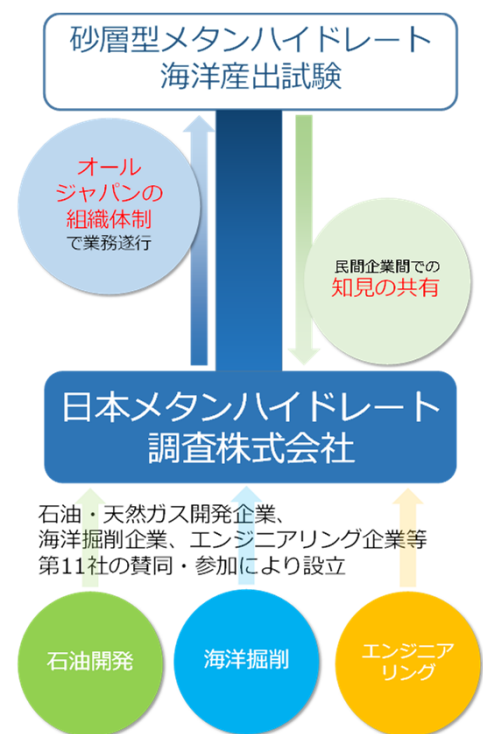 砂層型メタンハイドレート
海洋産出試験
オール
ジャパンの
組織体制
で業務遂行
民間企業間での
知見の共有
日本メタンハイドレート
調査株式会社
石油・天然ガス開発企業、
海洋掘削企業、エンジニアリング企業等
第11社の賛同・参加により設立
石油開発
海洋掘削
エンジニア
リング